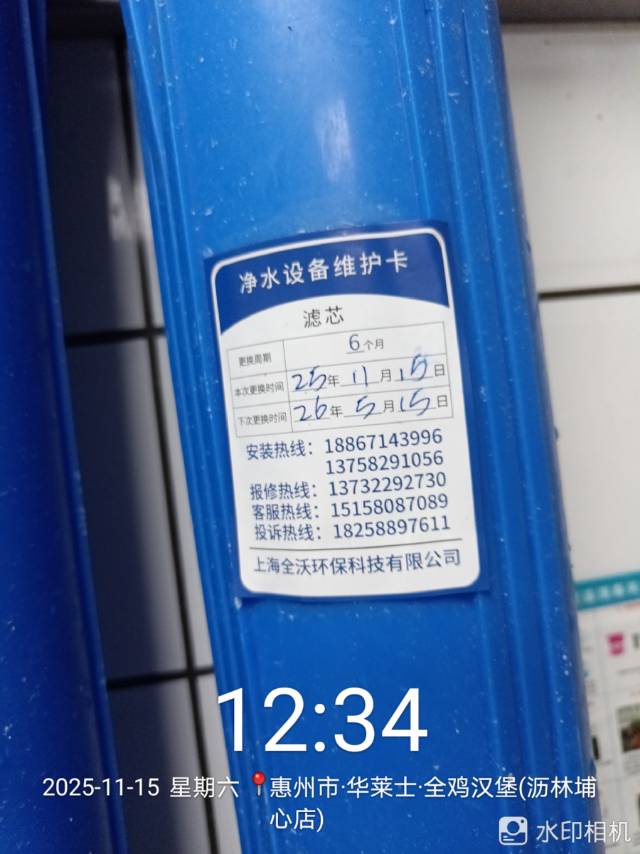 净水设备维护卡
滤芯
更换周期 6个月
本次更换时间 25年11月15日
下次更换时间 26年5月15日
安装热线：18867143996
13758291056
报修热线：13732292730
客服热线：15158087089
投诉热线：18258897611
上海全沃环保科技有限公司
12:34
2025-11-15 星期六 惠州市·华莱士·全鸡汉堡(沥林埔
心店)
水印相机